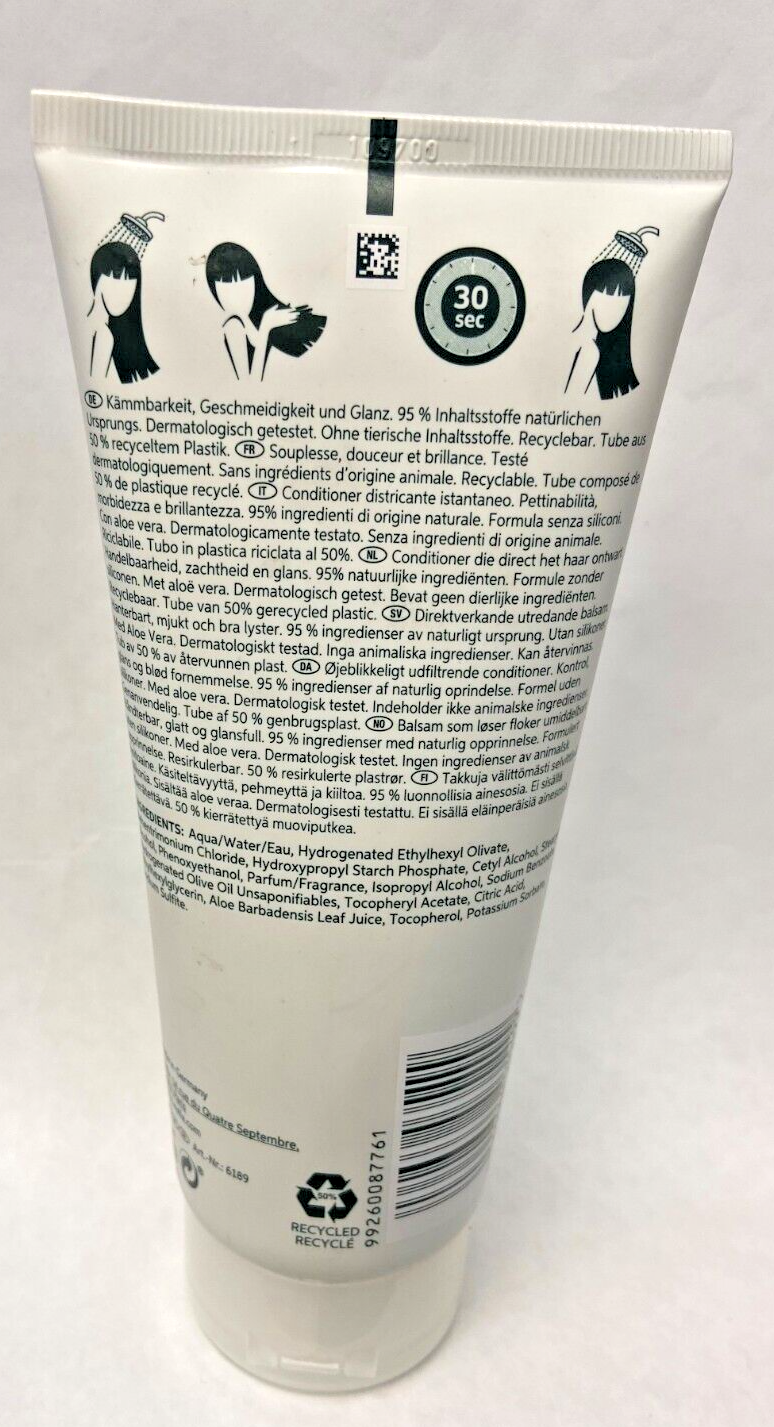 109700
30
sec
DE Kämmbarkeit, Geschmeidigkeit und Glanz. 95 % Inhaltsstoffe natürlichen
Ursprungs. Dermatologisch getestet. Ohne tierische Inhaltsstoffe. Recyclebar. Tube aus
50 % recyceltem Plastik. FR Souplesse, douceur et brillance. Testé
dermatologiquement. Sans ingrédients d'origine animale. Recyclable. Tube composé de
50 % de plastique recyclé. IT Conditioner districante istantaneo. Pettinabilità,
morbidezza e brillantezza. 95% ingredienti di origine naturale. Formula senza siliconi.
Con aloe vera. Dermatologicamente testato. Senza ingredienti di origine animale.
Riciclabile. Tubo in plastica riciclata al 50%. NL Conditioner die direct het haar ontwart
handelbaarheid, zachtheid en glans. 95% natuurlijke ingrediënten. Formule zonder
siliconen. Met aloë vera. Dermatologisch getest. Bevat geen dierlijke ingrediënten.
Recyclebaar. Tube van 50% gerecycled plastic. SV Direktverkande utredande balsam.
Hanterbart, mjukt och bra lyster. 95 % ingredienser av naturligt ursprung. Utan silikoner
Med Aloe Vera. Dermatologiskt testad. Inga animaliska ingredienser. Kan återvinnas.
av 50 % av återvunnen plast. DA Øjeblikkeligt udfiltrende conditioner. Kontrol,
og blød fornemmelse. 95 % ingredienser af naturlig oprindelse. Formel uden
Med aloe vera. Dermatologisk testet. Indeholder ikke animalske ingredienser
Tube af 50 % genbrugsplast. NO Balsam som løser floker umiddelbart
glatt og glansfull. 95 % ingredienser med naturlig opprinnelse. Formulert
silikoner. Med aloe vera. Dermatologisk testet. Ingen ingredienser av animalsk
Resirkulerbar. 50 % resirkulerte plastrør. FI Takkuja välittömästi
Käsiteltävyyttä, pehmeyttä ja kiiltoa. 95 % luonnollisia ainesosia. Ei sisällä
Sisältää aloe veraa. Dermatologisesti testattu. Ei sisällä eläinperäisiä ainesosia
50 % kierrätettyä muoviputkea.
INGREDIENTS: Aqua/Water/Eau, Hydrogenated Ethylhexyl Olivate,
Chloride, Hydroxypropyl Starch Phosphate, Cetyl Alcohol,
Phenoxyethanol, Parfum/Fragrance, Isopropyl Alcohol, Sodium Benzoate
Olive Oil Unsaponifiables, Tocopheryl Acetate, Citric Acid,
Aloe Barbadensis Leaf Juice, Tocopherol, Potassium Sorbate
Sulfite.
Germany
du Quatre Septembre,
Art.-Nr.: 6189
50%
RECYCLED
RECYCLÉ
99260087761